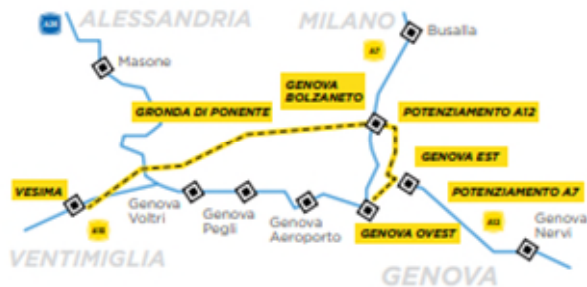 ALESSANDRIA
MILANO
A26
A7
Busalla
Masone
GENOVA
BOLZANETO
GRONDA DI PONENTE
POTENZIAMENTO A12
GENOVA EST
VESIMA
POTENZIAMENTO A7
Genova
Voltri
Genova
Pegli
Genova
Aeroporto
GENOVA OVEST
A10
A12
Genova
Nervi
VENTIMIGLIA
GENOVA